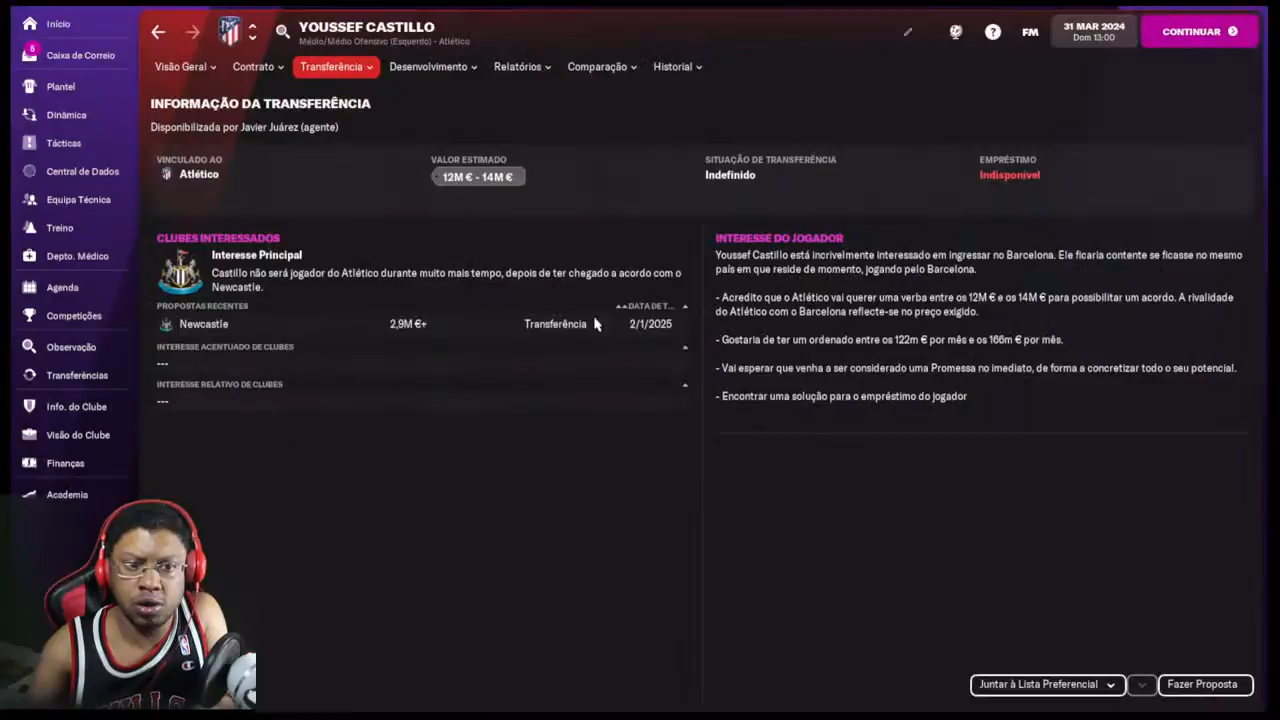 Início
YOUSSEF CASTILLO
Médio/Médio Ofensivo (Esquerdo) - Atlético
FM
31 MAR 2024
Dom 13:00
CONTINUAR
6
Caixa de Correio
Visão Geral
Contrato
Transferência
Desenvolvimento
Relatórios
Comparação
Historial
Plantel
Dinâmica
Tácticas
Central de Dados
Equipa Técnica
Treino
Depto. Médico
Agenda
Competições
Observação
Transferências
Info. do Clube
Visão do Clube
Finanças
Academia
INFORMAÇÃO DA TRANSFERÊNCIA
Disponibilizada por Javier Juárez (agente)
VINCULADO AO
Atlético
VALOR ESTIMADO
12M € - 14M €
SITUAÇÃO DE TRANSFERÊNCIA
Indefinido
EMPRÉSTIMO
Indisponível
CLUBES INTERESSADOS
Interesse Principal
Castillo não será jogador do Atlético durante muito mais tempo, depois de ter chegado a acordo com o
Newcastle.
PROPOSTAS RECENTES
DATA DE T...
Newcastle
2,9M €+
Transferência
2/1/2025
INTERESSE ACENTUADO DE CLUBES
---
INTERESSE RELATIVO DE CLUBES
---
INTERESSE DO JOGADOR
Youssef Castillo está incrivelmente interessado em ingressar no Barcelona. Ele ficaria contente se ficasse no mesmo
país em que reside de momento, jogando pelo Barcelona.
- Acredito que o Atlético vai querer uma verba entre os 12M € e os 14M € para possibilitar um acordo. A rivalidade
do Atlético com o Barcelona reflecte-se no preço exigido.
- Gostaria de ter um ordenado entre os 122m € por mês e os 166m € por mês.
- Vai esperar que venha a ser considerado uma Promessa no imediato, de forma a concretizar todo o seu potencial.
- Encontrar uma solução para o empréstimo do jogador
Juntar à Lista Preferencial
Fazer Proposta